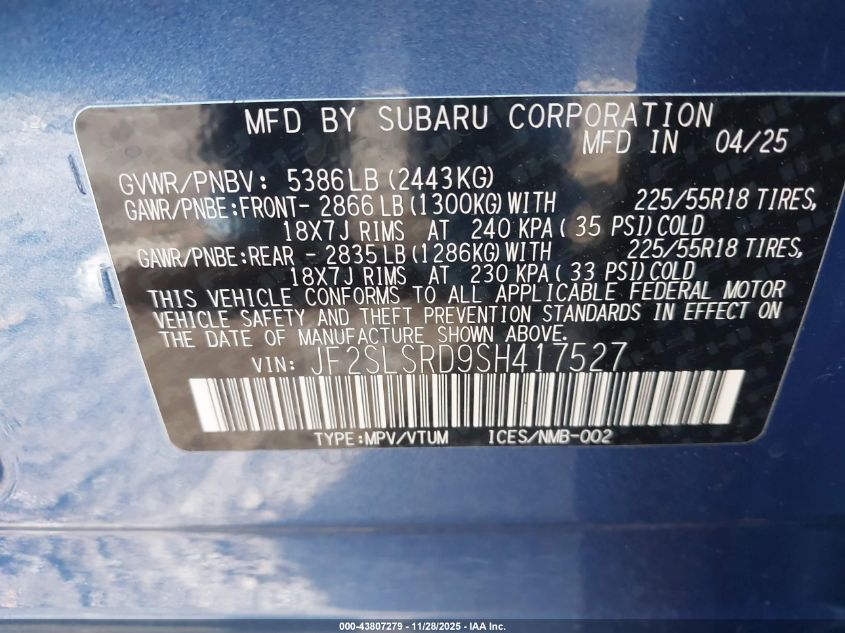 MFD BY SUBARU CORPORATION
MFD IN 04/25
GVWR/PNBV: 5386LB(2443KG)
GAWR/PNBE:FRONT- 2866LB(1300KG)WITH 225/55R18 TIRES,
18X7J RIMS AT 240 KPA( 35 PSI)COLD
GAWR/PNBE:REAR - 2835LB(1286KG)WITH 225/55R18 TIRES,
18X7J RIMS AT 230 KPA( 33 PSI)COLD
THIS VEHICLE CONFORMS TO ALL APPLICABLE FEDERAL MOTOR
VEHICLE SAFETY AND THEFT PREVENTION STANDARDS IN EFFECT ON
THE DATE OF MANUFACTURE SHOWN ABOVE.
VIN: JF2SLSRD9SH417527
TYPE:MPV/VTUM ICES/NMB-002
000-43807279 - 11/28/2025 - IAA Inc.